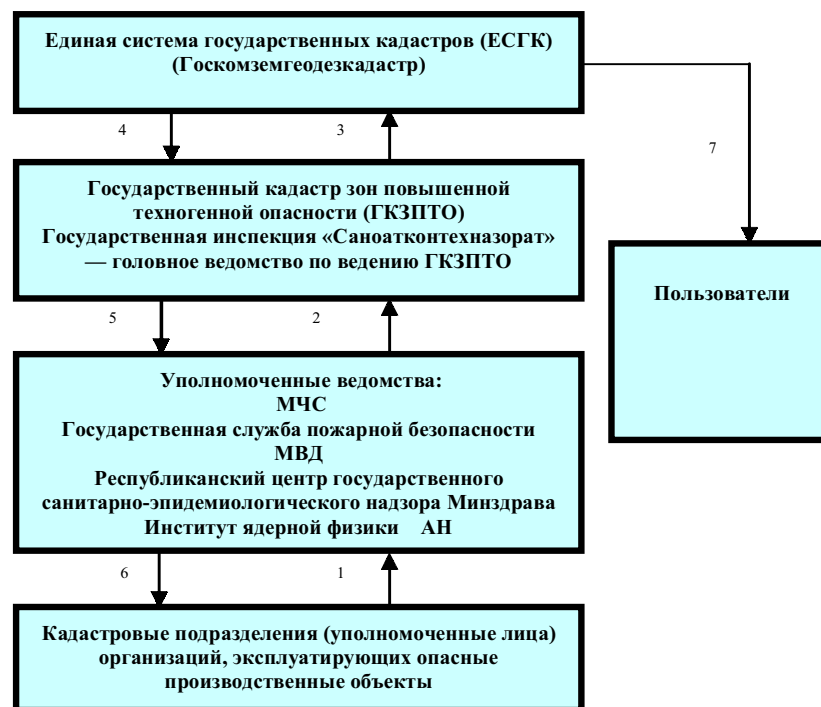 Единая система государственных кадастров (ЕСГК)
(Госкомземгеодезкадастр)
4
3
7
Государственный кадастр зон повышенной
техногенной опасности (ГКЗПТО)
Государственная инспекция «Саноатконтехназорат»
— головное ведомство по ведению ГКЗПТО
Пользователи
5
2
Уполномоченные ведомства:
МЧС
Государственная служба пожарной безопасности
МВД
Республиканский центр государственного
санитарно-эпидемиологического надзора Минздрава
Институт ядерной физики АН
6
1
Кадастровые подразделения (уполномоченные лица)
организаций, эксплуатирующих опасные
производственные объекты